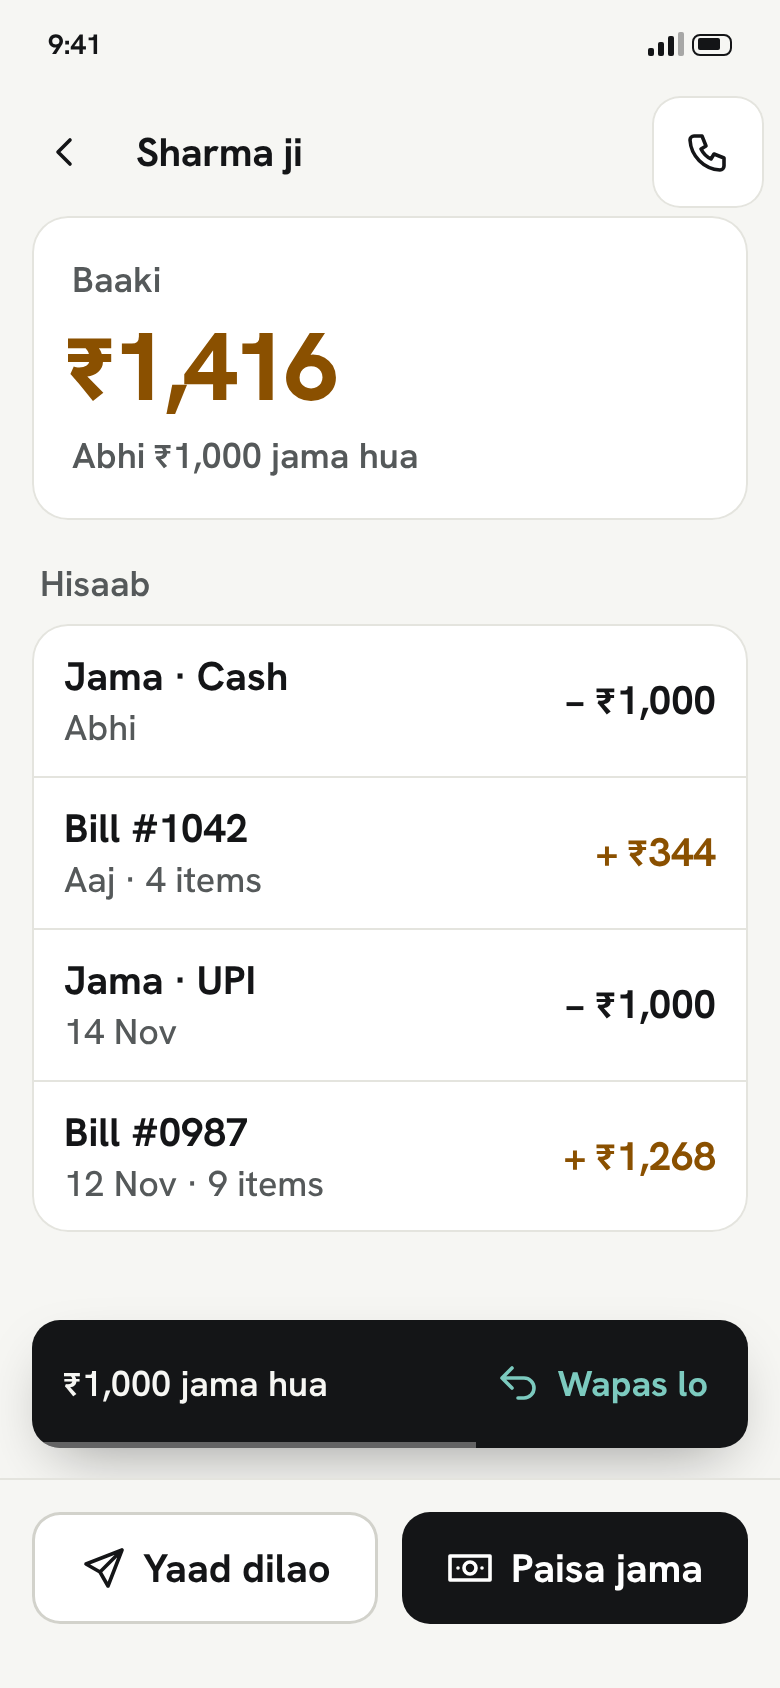 9:41
Sharma ji
Baaki
₹1,416
Abhi ₹1,000 jama hua
Hisaab
Jama · Cash
– ₹1,000
Abhi
Bill #1042
+ ₹344
Aaj · 4 items
Jama · UPI
– ₹1,000
14 Nov
Bill #0987
+ ₹1,268
12 Nov · 9 items
₹1,000 jama hua
Wapas lo
Yaad dilao
Paisa jama